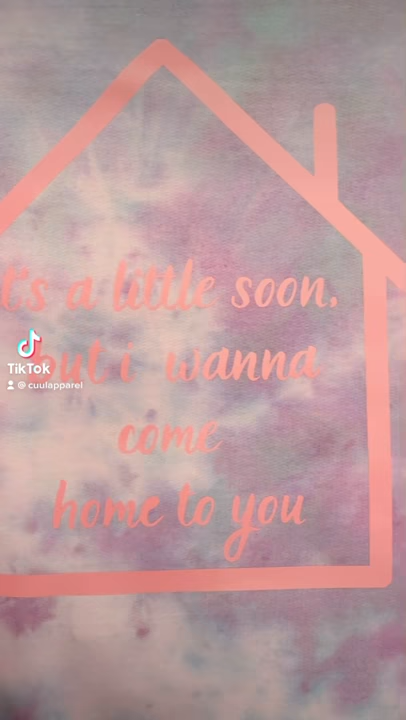 it's a little soon,
but i wanna
come
home to you
TikTok
@cuulapparel